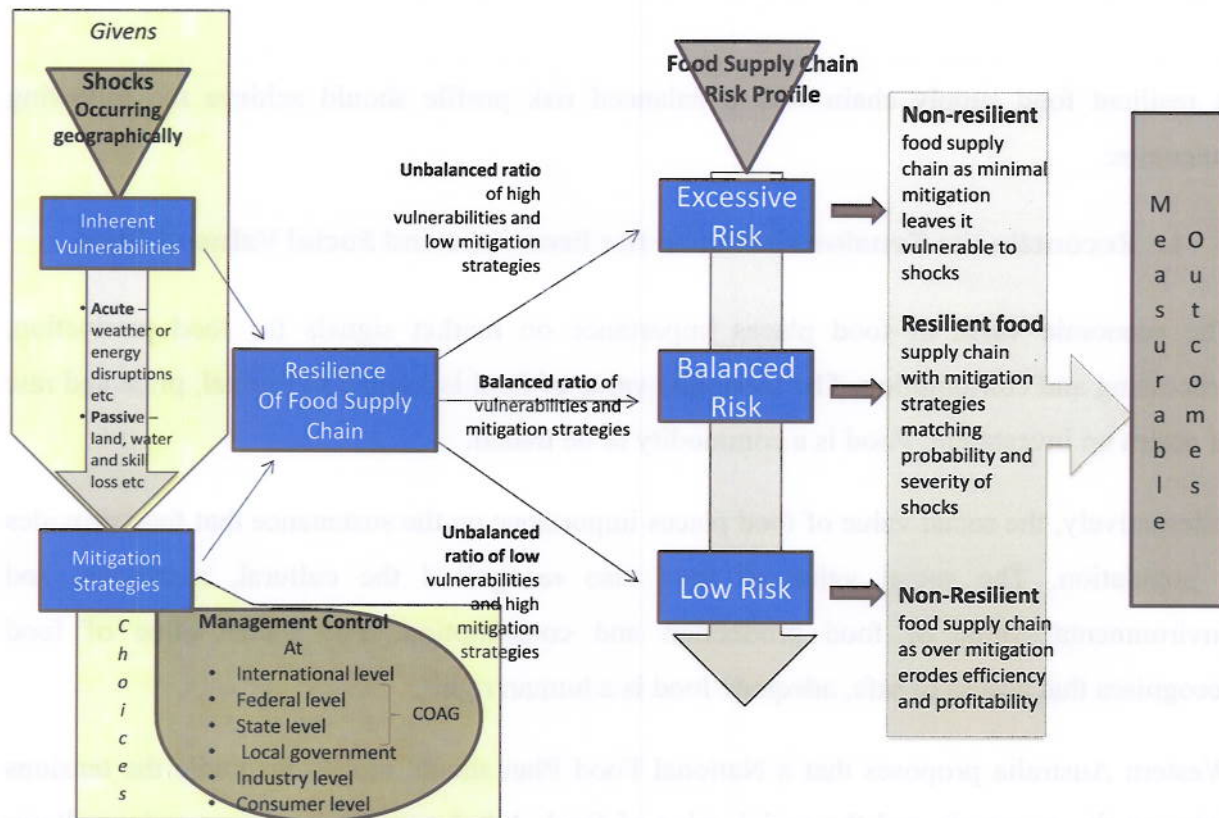 Givens
Shocks
Occurring
geographically
Inherent
Vulnerabilities
• Acute –
weather or
energy
disruptions
etc
• Passive –
land, water
and skill
loss etc
Mitigation
Strategies
Choices
Management Control
At
• International level
• Federal level
• State level
• Local government
• Industry level
• Consumer level
COAG
Resilience
Of Food Supply
Chain
Unbalanced ratio
of high
vulnerabilities and
low mitigation
strategies
Balanced ratio of
vulnerabilities and
mitigation strategies
Unbalanced
ratio of low
vulnerabilities
and high
mitigation
strategies
Food Supply Chain
Risk Profile
Excessive
Risk
Balanced
Risk
Low Risk
Non-resilient
food supply
chain as minimal
mitigation
leaves it
vulnerable to
shocks
Resilient food
supply chain
with mitigation
strategies
matching
probability and
severity of
shocks
Non-Resilient
food supply chain
as over mitigation
erodes efficiency
and profitability
Measurable
Outcomes